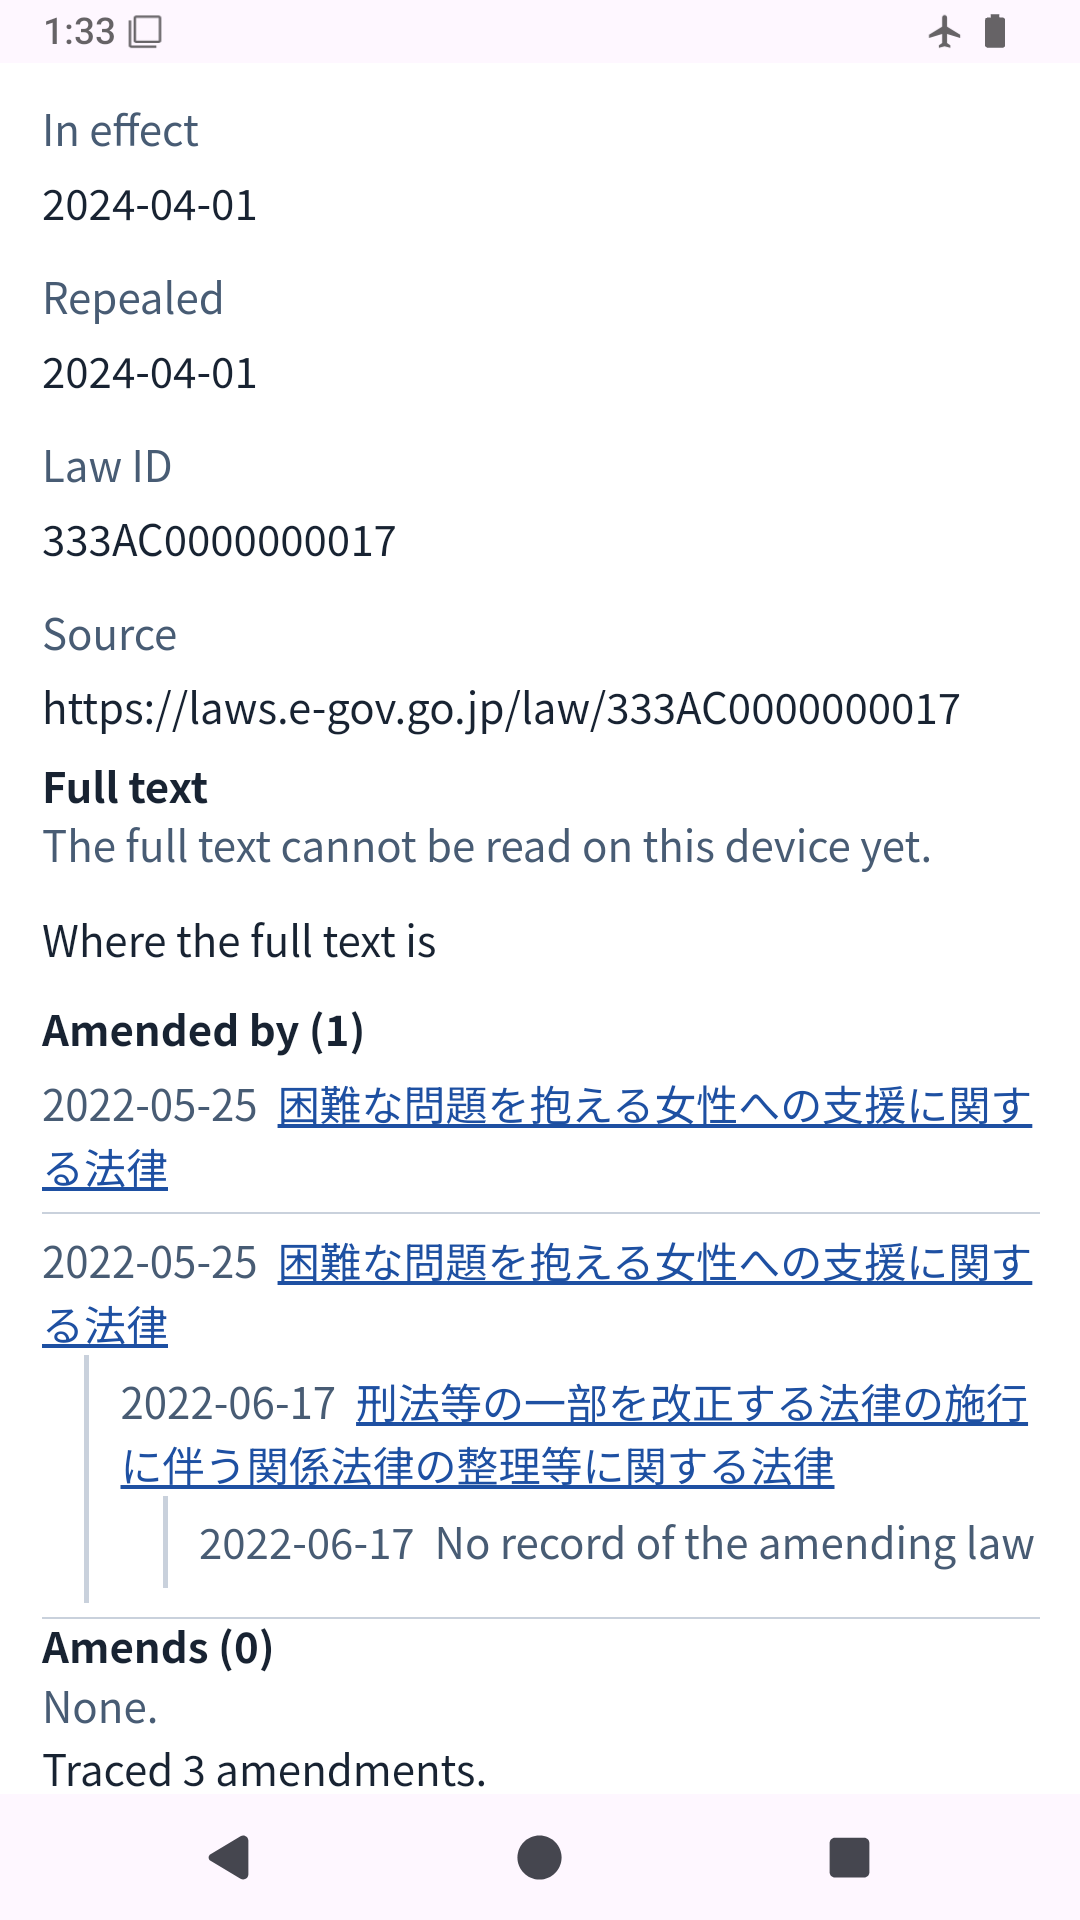 1:33
In effect
2024-04-01
Repealed
2024-04-01
Law ID
333AC0000000017
Source
https://laws.e-gov.go.jp/law/333AC0000000017
Full text
The full text cannot be read on this device yet.
Where the full text is
Amended by (1)
2022-05-25 困難な問題を抱える女性への支援に関す
る法律
2022-05-25 困難な問題を抱える女性への支援に関す
る法律
2022-06-17 刑法等の一部を改正する法律の施行
に伴う関係法律の整理等に関する法律
2022-06-17 No record of the amending law
Amends (0)
None.
Traced 3 amendments.